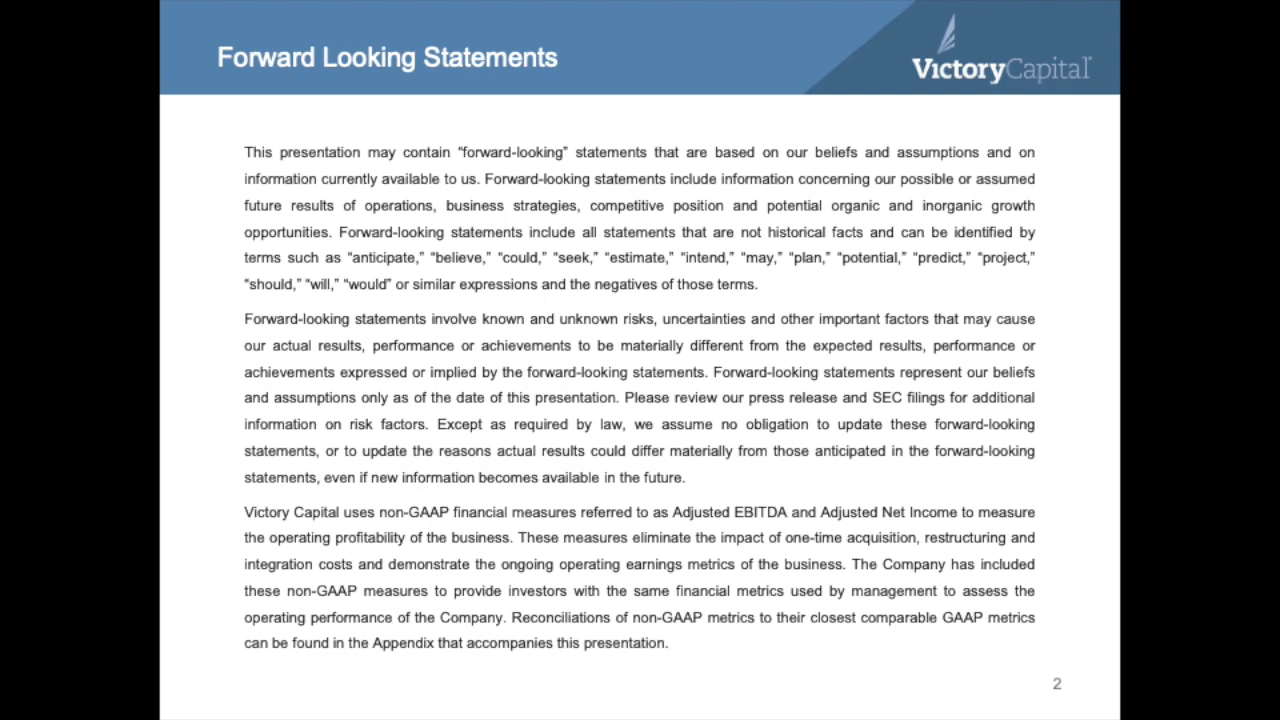 Forward Looking Statements
VictoryCapital
This presentation may contain “forward-looking” statements that are based on our beliefs and assumptions and on
information currently available to us. Forward-looking statements include information concerning our possible or assumed
future results of operations, business strategies, competitive position and potential organic and inorganic growth
opportunities. Forward-looking statements include all statements that are not historical facts and can be identified by
terms such as “anticipate,” “believe,” “could,” “seek,” “estimate,” “intend,” “may,” “plan,” “potential,” “predict,” “project,”
“should,” “will,” “would” or similar expressions and the negatives of those terms.
Forward-looking statements involve known and unknown risks, uncertainties and other important factors that may cause
our actual results, performance or achievements to be materially different from the expected results, performance or
achievements expressed or implied by the forward-looking statements. Forward-looking statements represent our beliefs
and assumptions only as of the date of this presentation. Please review our press release and SEC filings for additional
information on risk factors. Except as required by law, we assume no obligation to update these forward-looking
statements, or to update the reasons actual results could differ materially from those anticipated in the forward-looking
statements, even if new information becomes available in the future.
Victory Capital uses non-GAAP financial measures referred to as Adjusted EBITDA and Adjusted Net Income to measure
the operating profitability of the business. These measures eliminate the impact of one-time acquisition, restructuring and
integration costs and demonstrate the ongoing operating earnings metrics of the business. The Company has included
these non-GAAP measures to provide investors with the same financial metrics used by management to assess the
operating performance of the Company. Reconciliations of non-GAAP metrics to their closest comparable GAAP metrics
can be found in the Appendix that accompanies this presentation.
2